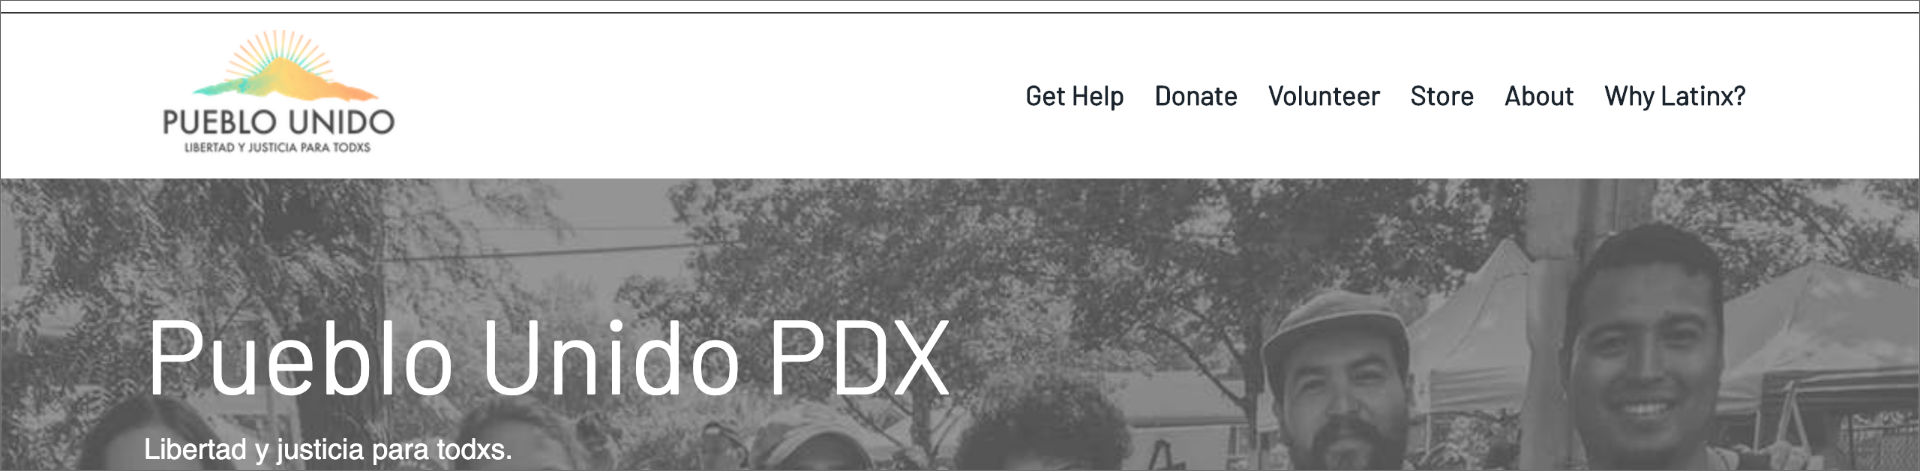 PUEBLO UNIDO
LIBERTAD Y JUSTICIA PARA TODXS
Get Help Donate Volunteer Store About Why Latinx?
Pueblo Unido PDX
Libertad y justicia para todxs.